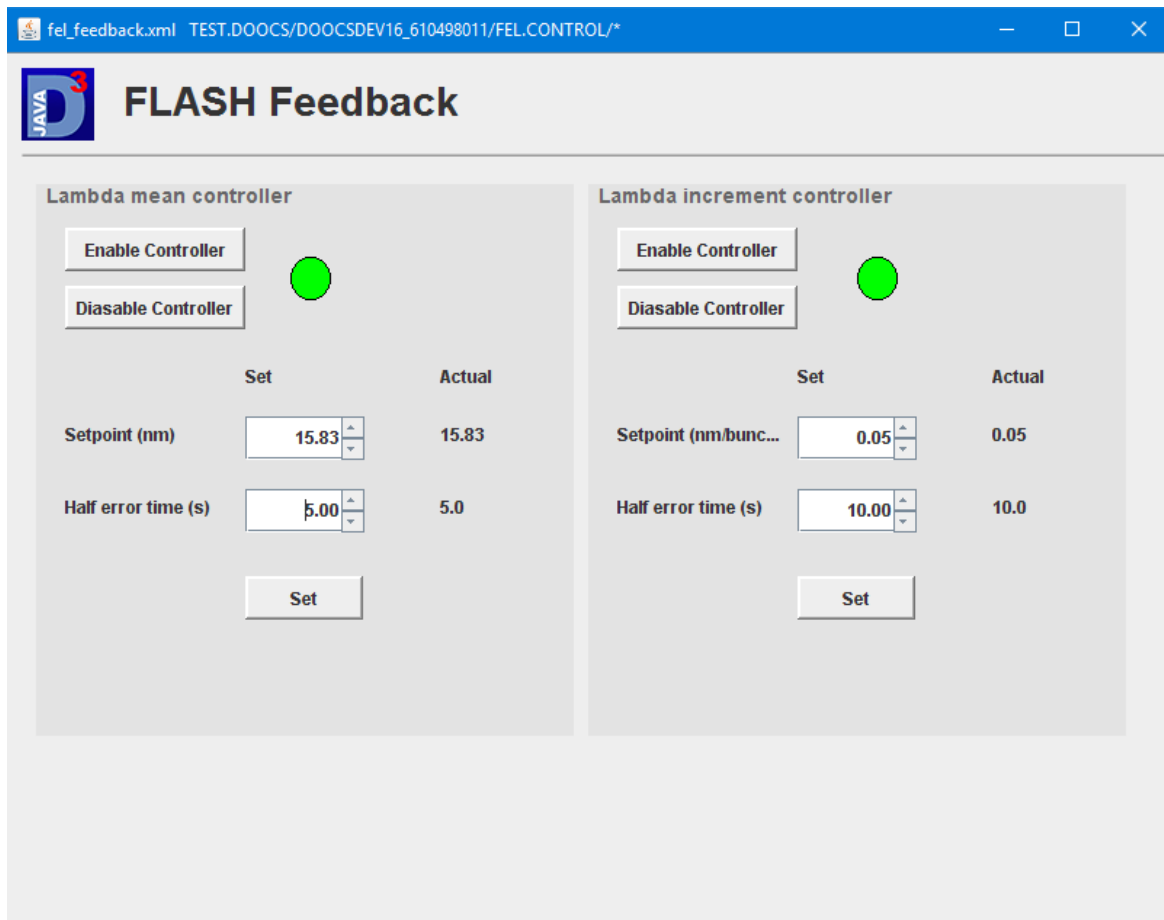 fel_feedback.xml TEST.DOOCS/DOOCSDEV16_610498011/FEL.CONTROL/*
JAVA D 3
FLASH Feedback
Lambda mean controller
Enable Controller
Diasable Controller
Set Actual
Setpoint (nm) 15.83 15.83
Half error time (s) 5.00 5.0
Set
Lambda increment controller
Enable Controller
Diasable Controller
Set Actual
Setpoint (nm/bunc... 0.05 0.05
Half error time (s) 10.00 10.0
Set